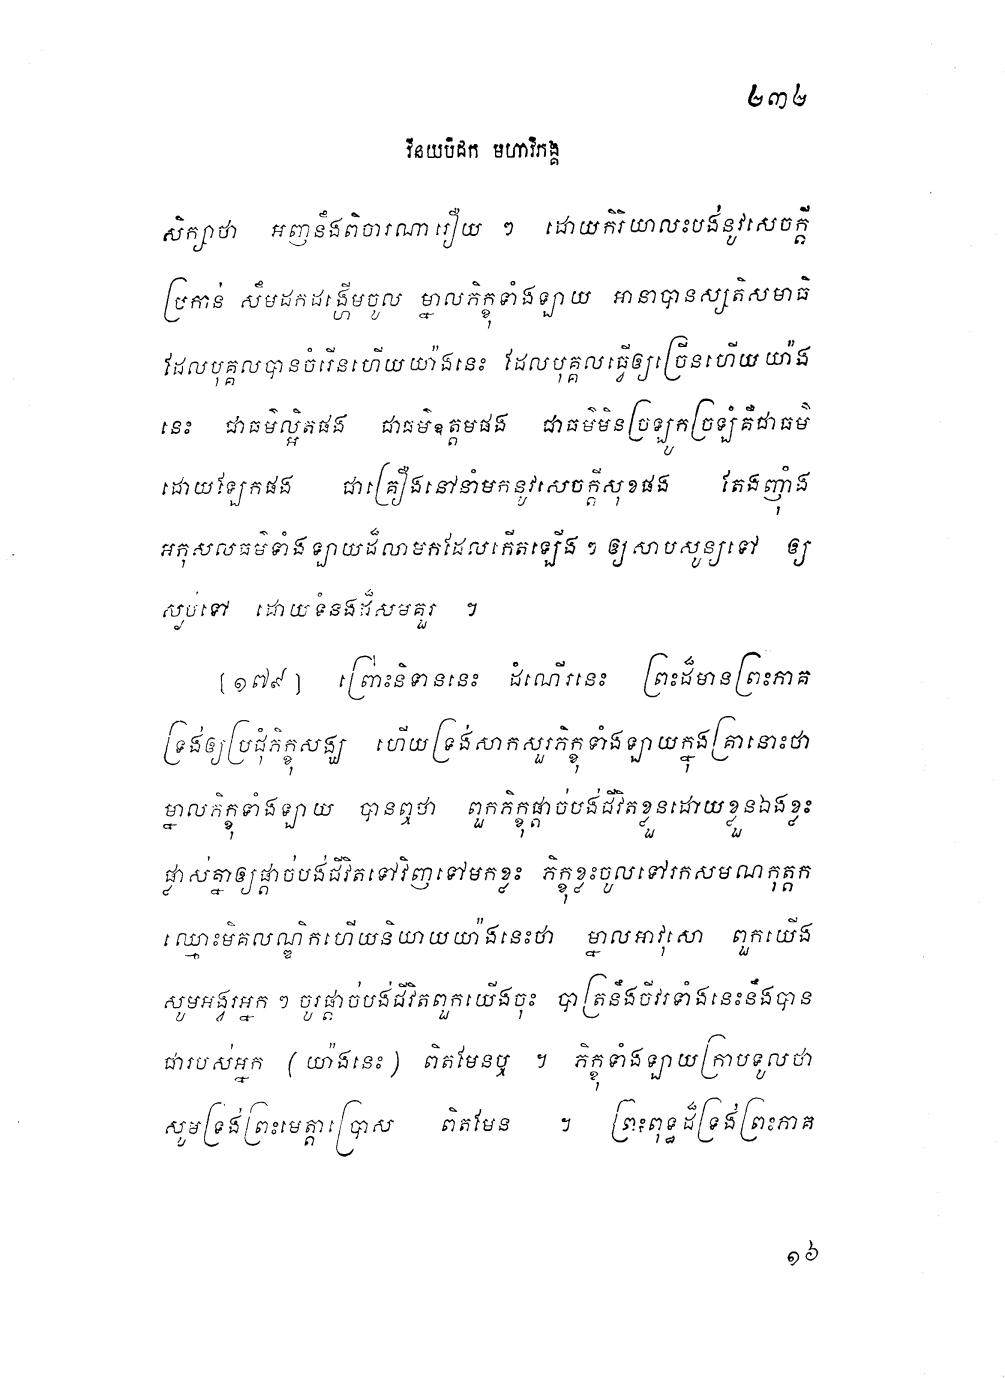 ២៣២
វិនយបិដក មហាវិភង្គ
សិក្សាថា អញនឹងពិចារណារឿយ ៗ ដោយកិរិយាលះបង់នូវសេចក្តី
ប្រកាន់ សឹមដកដង្ហើមចូល ម្នាលភិក្ខុទាំងឡាយ អានាបានស្សតិសមាធិ
ដែលបុគ្គលបានចំរើនហើយយ៉ាងនេះ ដែលបុគ្គលធ្វើឲ្យច្រើនហើយយ៉ាង
នេះ ជាធម៌ល្អិតផង ជាធម៌ឧត្តមផង ជាធម៌មិនច្រឡូកច្រឡំគឺជាធម៌
ដោយឡែកផង ជាគ្រឿងនៅនាំមកនូវសេចក្តីសុខផង តែងញ៉ាំង
អកុសលធម៌ទាំងឡាយដ៏លាមកដែលកើតឡើង ៗ ឲ្យសាបសូន្យទៅ ឲ្យ
ស្ងប់ទៅ ដោយទំនងដ៏សមគួរ ។
[១៧៩] ព្រោះនិទាននេះ ដំណើរនេះ ព្រះដ៏មានព្រះភាគ
ទ្រង់ឲ្យប្រជុំភិក្ខុសង្ឃ ហើយទ្រង់សាកសួរភិក្ខុទាំងឡាយក្នុងគ្រានោះថា
ម្នាលភិក្ខុទាំងឡាយ បានឮថា ពួកភិក្ខុផ្តាច់បង់ជីវិតខ្លួនដោយខ្លួនឯងខ្លះ
ផ្លាស់គ្នាឲ្យផ្តាច់បង់ជីវិតទៅវិញទៅមកខ្លះ ភិក្ខុខ្លះចូលទៅរកសមណកុត្តក
ឈ្មោះមិគលណ្ឌិកហើយនិយាយយ៉ាងនេះថា ម្នាលអាវុសោ ពួកយើង
សូមអង្វរអ្នក ៗ ចូរផ្តាច់បង់ជីវិតពួកយើងចុះ បាត្រនឹងចីវរទាំងនេះនឹងបាន
ជារបស់អ្នក (យ៉ាងនេះ) ពិតមែនឬ ។ ភិក្ខុទាំងឡាយក្រាបទូលថា
សូមទ្រង់ព្រះមេត្តាប្រោស ពិតមែន ។ ព្រះពុទ្ធដ៏ទ្រង់ព្រះភាគ
១៦